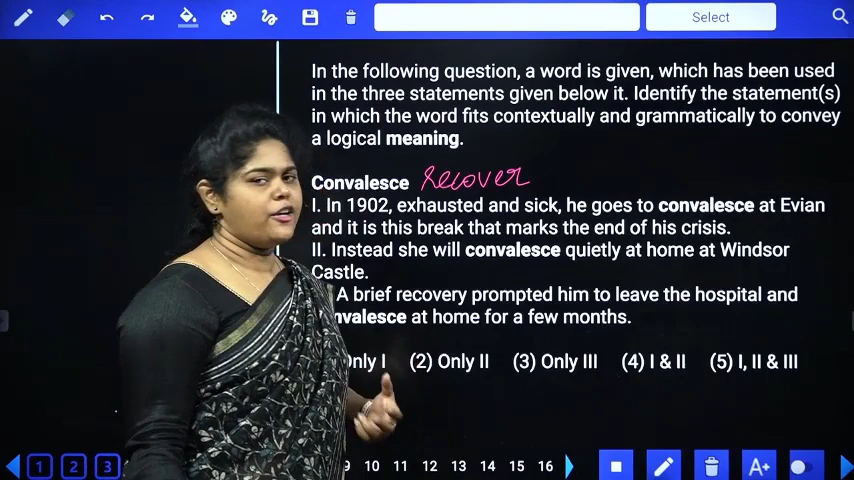 Select
In the following question, a word is given, which has been used
in the three statements given below it. Identify the statement(s)
in which the word fits contextually and grammatically to convey
a logical meaning.
Convalesce recover
I. In 1902, exhausted and sick, he goes to convalesce at Evian
and it is this break that marks the end of his crisis.
II. Instead she will convalesce quietly at home at Windsor
Castle.
A brief recovery prompted him to leave the hospital and
nvalesce at home for a few months.
Only I (2) Only II (3) Only III (4) I & II (5) I, II & III
1 2 3 9 10 11 12 13 14 15 16 A+